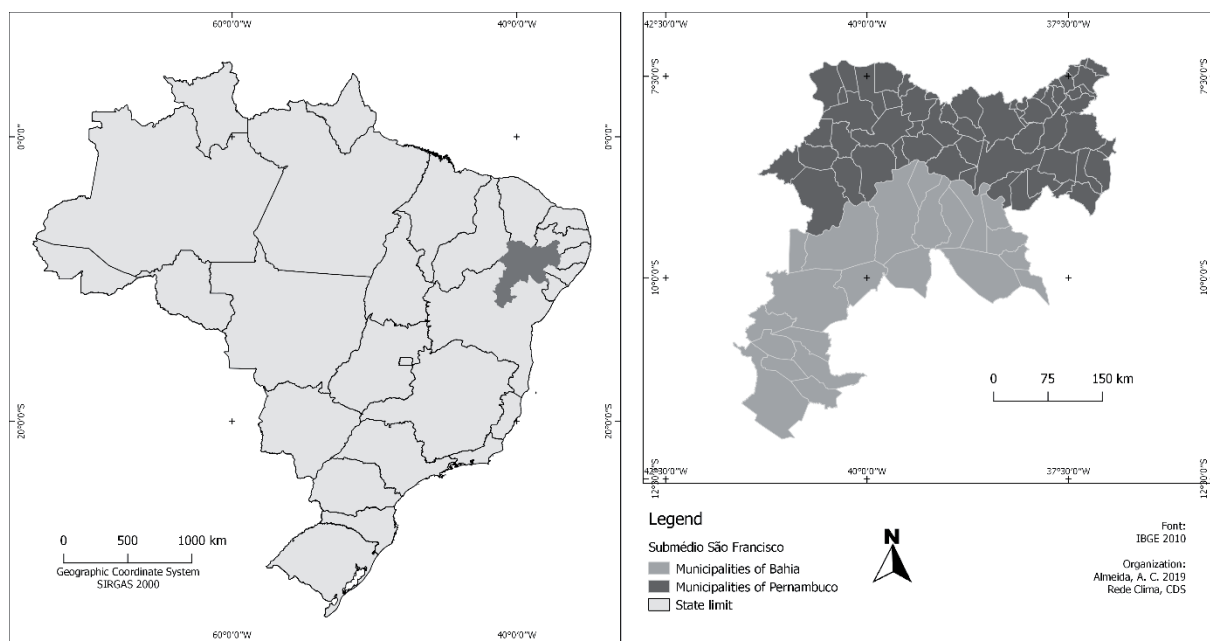 60°0'0"W
40°0'0"W
0°0'0"
0°0'0"
20°0'0"S
20°0'0"S
0 500 1000 km
Geographic Coordinate System
SIRGAS 2000
60°0'0"W
40°0'0"W
42°30'0"W
40°0'0"W
37°30'0"W
7°30'0"S
7°30'0"S
10°0'0"S
10°0'0"S
0 75 150 km
12°30'0"S
12°30'0"S
42°30'0"W
40°0'0"W
37°30'0"W
Legend
Submédio São Francisco
Municipalities of Bahia
Municipalities of Pernambuco
State limit
N
Font:
IBGE 2010
Organization:
Almeida, A. C. 2019
Rede Clima, CDS